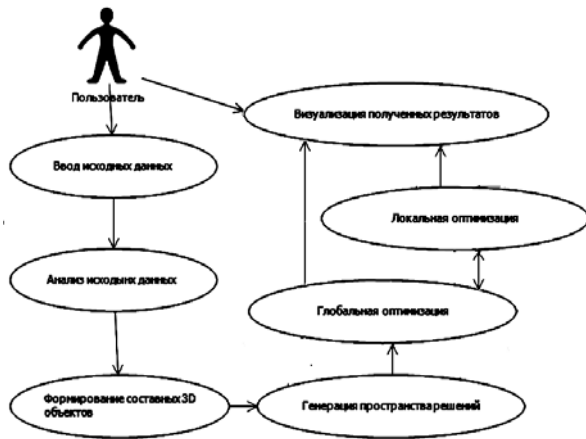 Пользователь
Визуализация полученных результатов
Ввод исходных данных
Локальная оптимизация
Анализ исходынх данных
Глобальная оптимизация
Формирование составных 3D
объектов
Генерация пространства решений